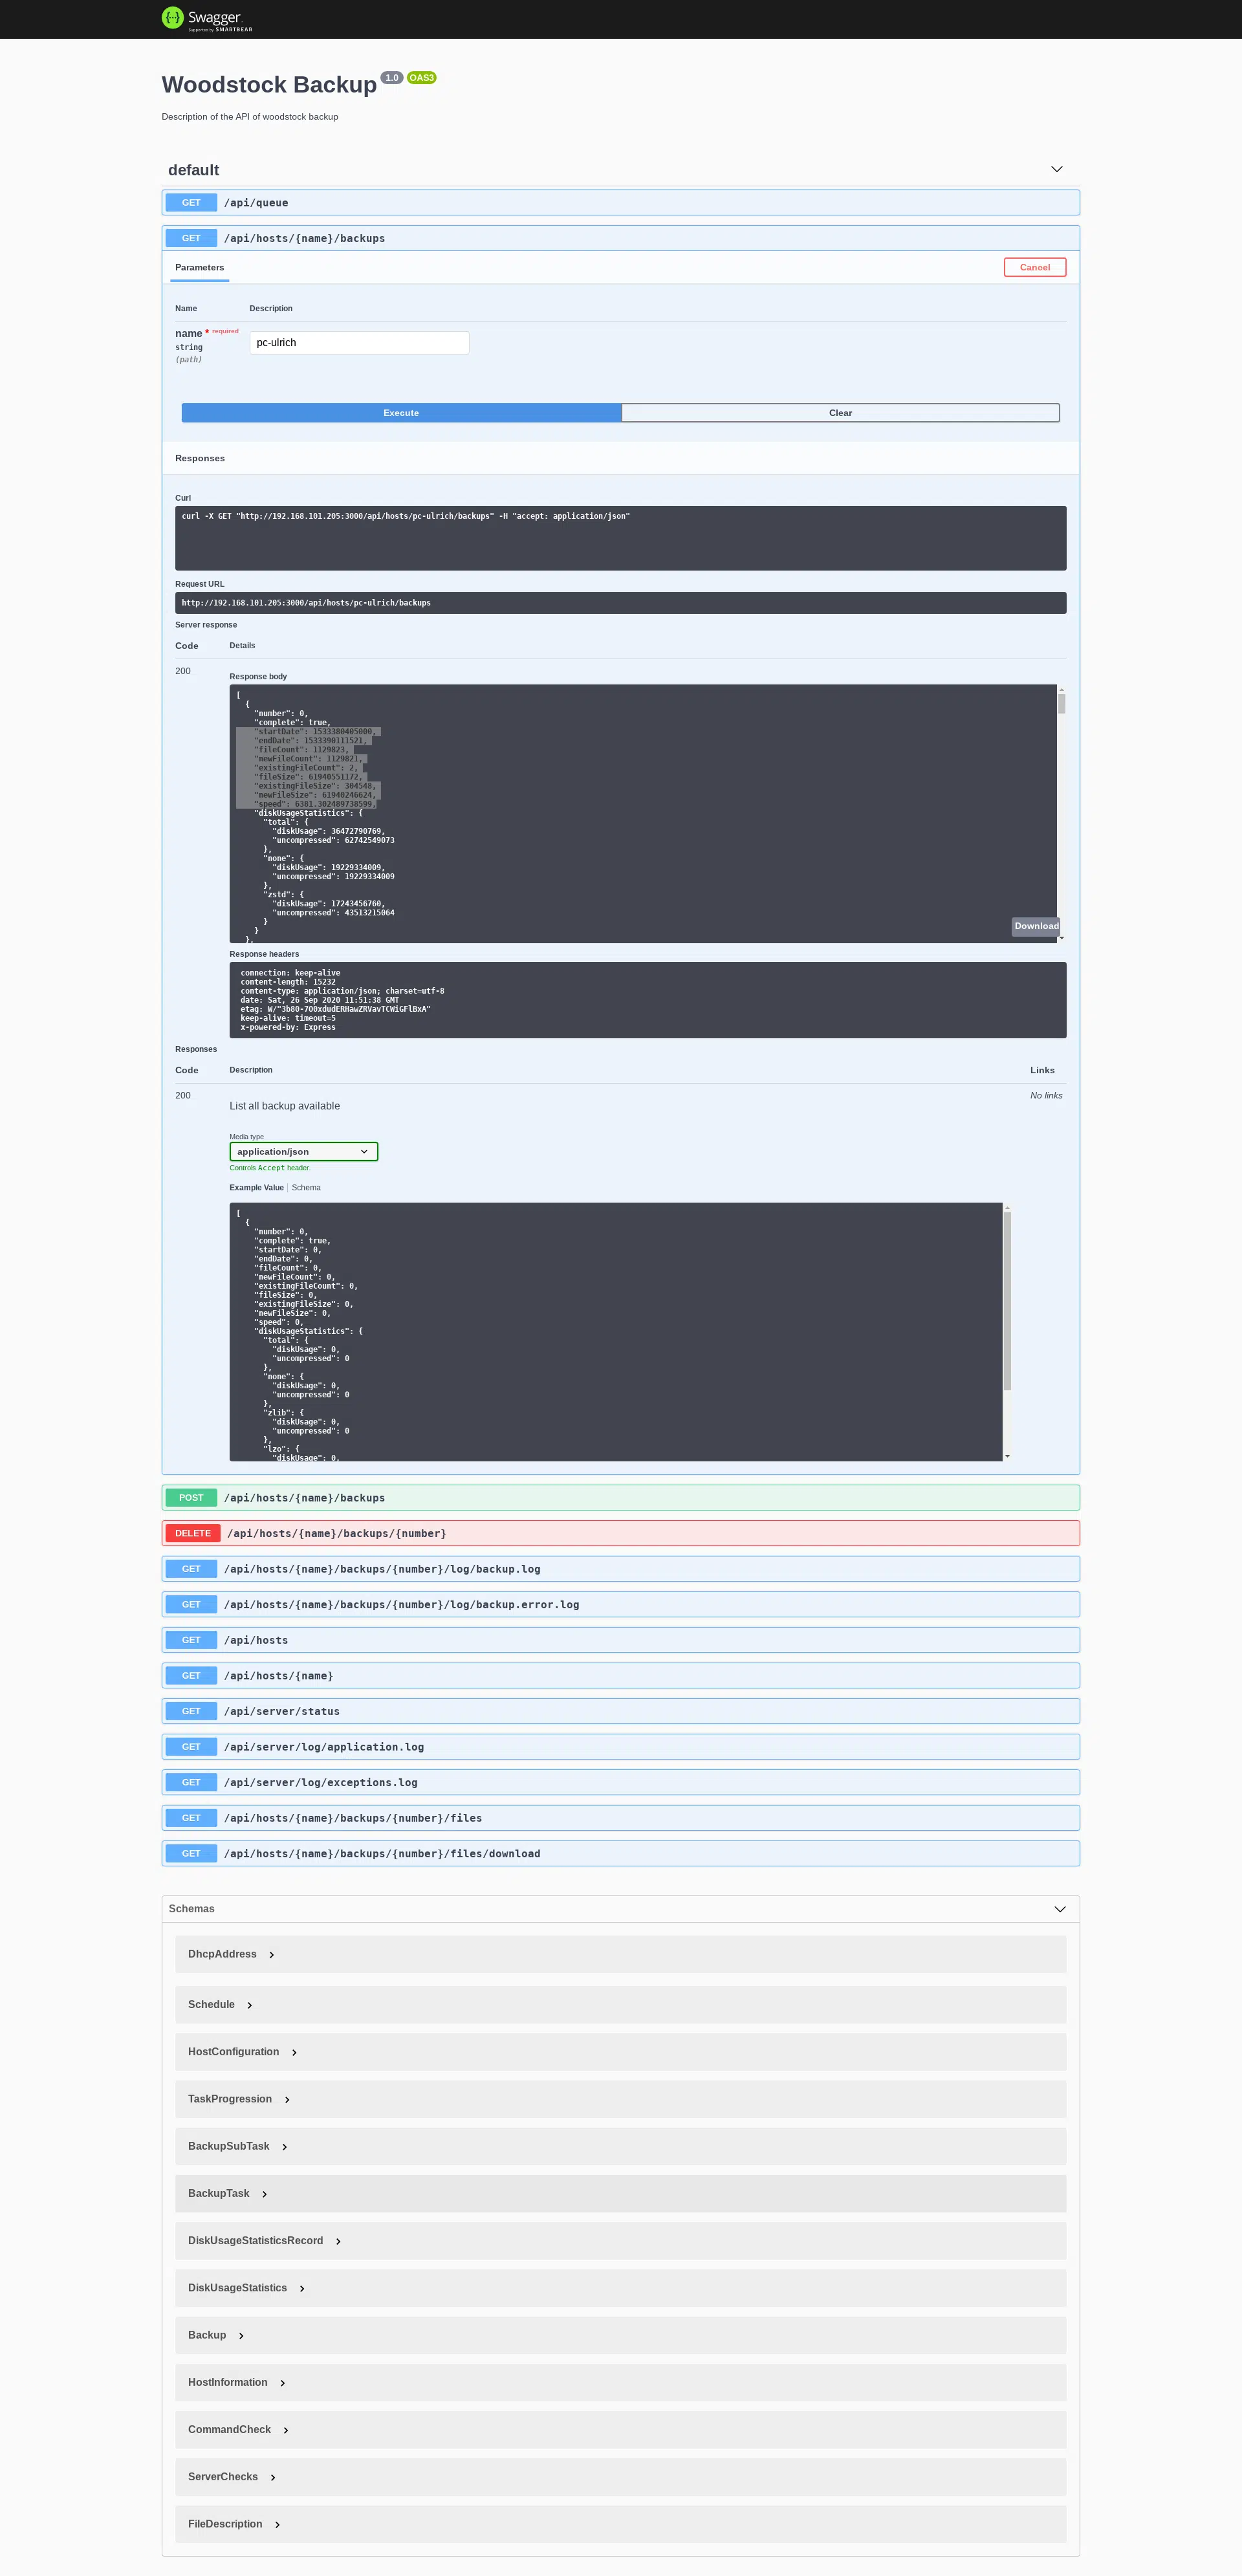 Swagger
Supported by SMARTBEAR
Woodstock Backup 1.0 OAS3
Description of the API of woodstock backup
default
GET /api/queue
GET /api/hosts/{name}/backups
Parameters Cancel
Name Description
name * required
string
(path)
pc-ulrich
Execute Clear
Responses
Curl
curl -X GET "http://192.168.101.205:3000/api/hosts/pc-ulrich/backups" -H "accept: application/json"
Request URL
http://192.168.101.205:3000/api/hosts/pc-ulrich/backups
Server response
Code Details
200
Response body
[
  {
    "number": 0,
    "complete": true,
    "startDate": 1533380405000,
    "endDate": 1533390111521,
    "fileCount": 1129823,
    "newFileCount": 1129821,
    "existingFileCount": 2,
    "fileSize": 61940551172,
    "existingFileSize": 304548,
    "newFileSize": 61940246624,
    "speed": 6381.302489738599,
    "diskUsageStatistics": {
      "total": {
        "diskUsage": 36472790769,
        "uncompressed": 62742549073
      },
      "none": {
        "diskUsage": 19229334009,
        "uncompressed": 19229334009
      },
      "zstd": {
        "diskUsage": 17243456760,
        "uncompressed": 43513215064
      }
    }
  },
Download
Response headers
connection: keep-alive
content-length: 15232
content-type: application/json; charset=utf-8
date: Sat, 26 Sep 2020 11:51:38 GMT
etag: W/"3b80-7O0xdudERHawZRVavTCWiGFlBxA"
keep-alive: timeout=5
x-powered-by: Express
Responses
Code Description Links
200 No links
List all backup available
Media type
application/json
Controls Accept header.
Example Value Schema
[
  {
    "number": 0,
    "complete": true,
    "startDate": 0,
    "endDate": 0,
    "fileCount": 0,
    "newFileCount": 0,
    "existingFileCount": 0,
    "fileSize": 0,
    "existingFileSize": 0,
    "newFileSize": 0,
    "speed": 0,
    "diskUsageStatistics": {
      "total": {
        "diskUsage": 0,
        "uncompressed": 0
      },
      "none": {
        "diskUsage": 0,
        "uncompressed": 0
      },
      "zlib": {
        "diskUsage": 0,
        "uncompressed": 0
      },
      "lzo": {
        "diskUsage": 0,
POST /api/hosts/{name}/backups
DELETE /api/hosts/{name}/backups/{number}
GET /api/hosts/{name}/backups/{number}/log/backup.log
GET /api/hosts/{name}/backups/{number}/log/backup.error.log
GET /api/hosts
GET /api/hosts/{name}
GET /api/server/status
GET /api/server/log/application.log
GET /api/server/log/exceptions.log
GET /api/hosts/{name}/backups/{number}/files
GET /api/hosts/{name}/backups/{number}/files/download
Schemas
DhcpAddress
Schedule
HostConfiguration
TaskProgression
BackupSubTask
BackupTask
DiskUsageStatisticsRecord
DiskUsageStatistics
Backup
HostInformation
CommandCheck
ServerChecks
FileDescription